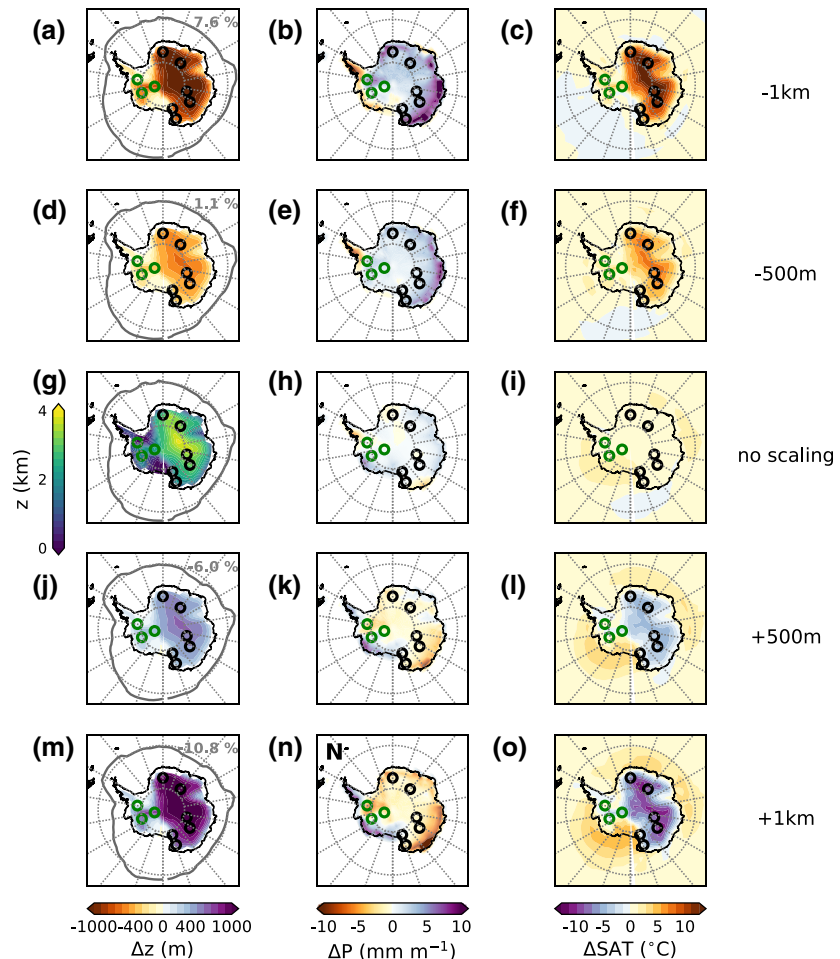 (a) 7.6 % (b) (c) -1km
(d) 1.1 % (e) (f) -500m
(g) (h) (i) no scaling
4
2
0
z (km)
(j) -6.0 % (k) (l) +500m
(m) -10.8 % (n) N (o) +1km
-1000 -400 0 400 1000 -10 -5 0 5 10 -10 -5 0 5 10
Δz (m) ΔP (mm m⁻¹) ΔSAT (°C)